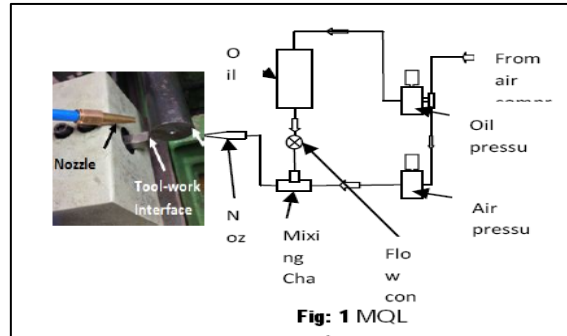 O
il
From
air
compr
Oil
pressu
Nozzle
Tool-work
Interface
N
oz
Mixi
ng
Cha
Flo
w
con
Air
pressu
Fig: 1 MQL